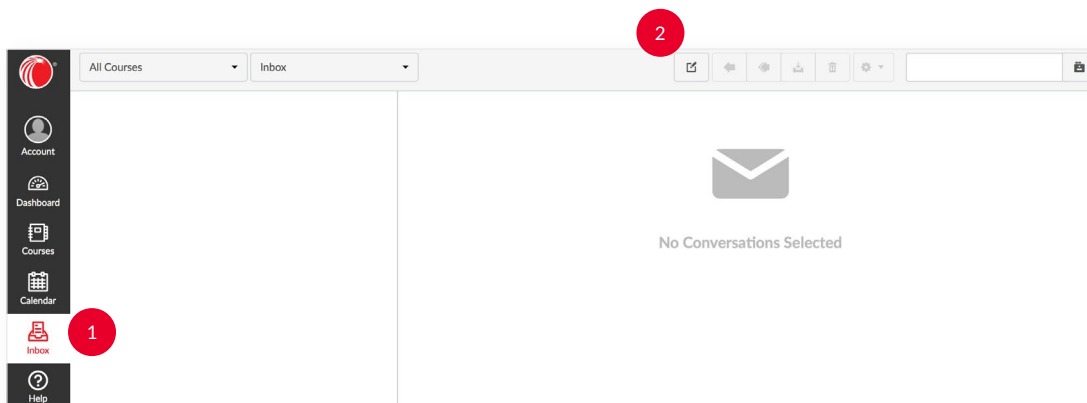 2
All Courses
Inbox
Account
Dashboard
Courses
Calendar
Inbox
Help
1
No Conversations Selected